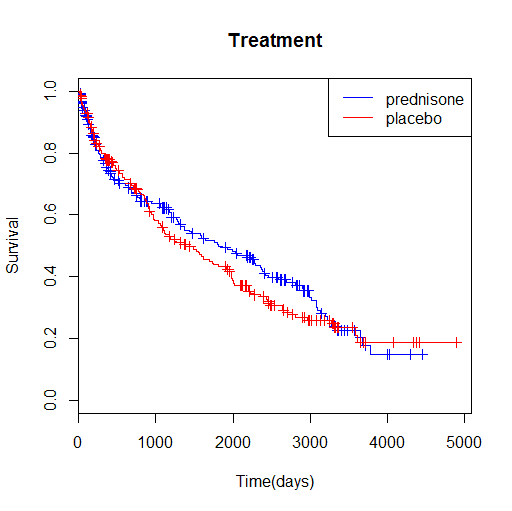 Treatment
prednisone
placebo
Survival
0.0 0.2 0.4 0.6 0.8 1.0
0 1000 2000 3000 4000 5000
Time(days)